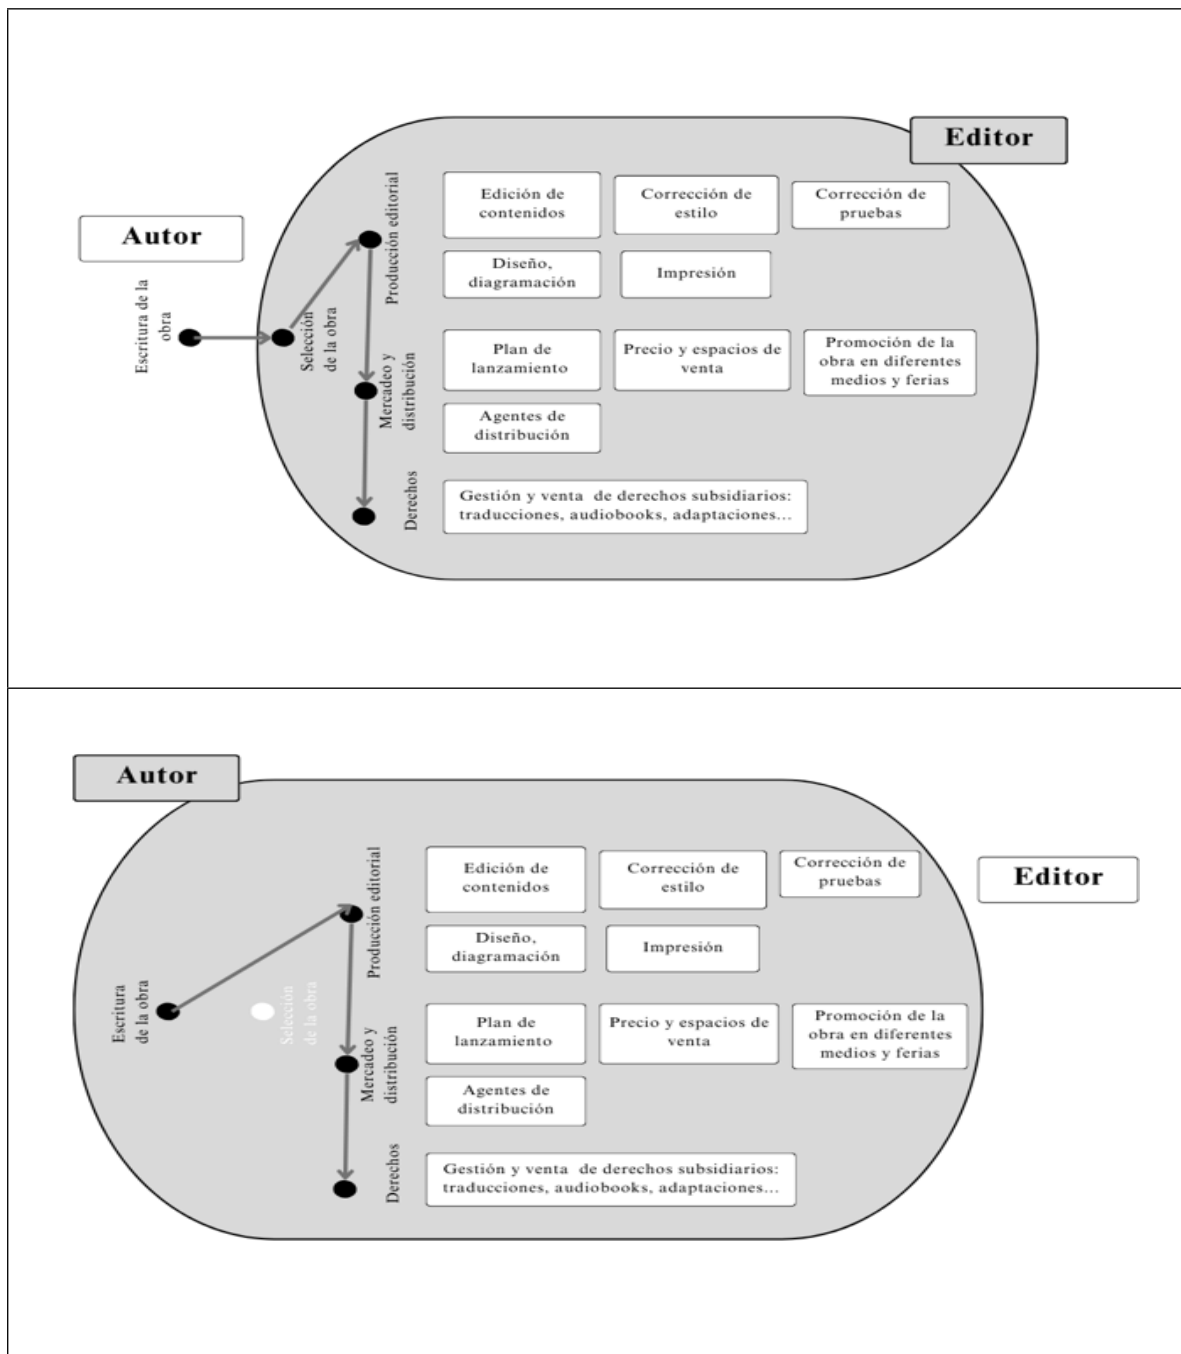 Editor
Autor
Escritura de la
obra
Selección
de la obra
Producción editorial
Edición de
contenidos
Corrección de
estilo
Corrección de
pruebas
Diseño,
diagramación
Impresión
Mercadeo y
distribución
Plan de
lanzamiento
Precio y espacios de
venta
Promoción de la
obra en diferentes
medios y ferias
Agentes de
distribución
Derechos
Gestión y venta de derechos subsidiarios:
traducciones, audiobooks, adaptaciones...
Autor
Editor
Escritura
de la obra
Selección
de la obra
Producción editorial
Edición de
contenidos
Corrección de
estilo
Corrección de
pruebas
Diseño,
diagramación
Impresión
Mercadeo y
distribución
Plan de
lanzamiento
Precio y espacios de
venta
Promoción de la
obra en diferentes
medios y ferias
Agentes de
distribución
Derechos
Gestión y venta de derechos subsidiarios:
traducciones, audiobooks, adaptaciones...